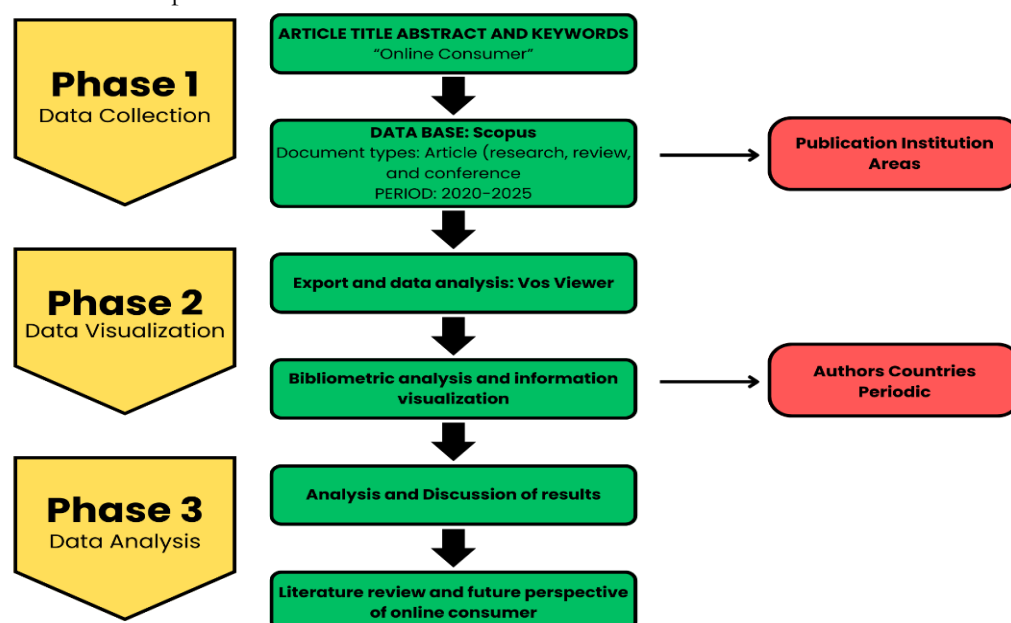 Phase 1
Data Collection
ARTICLE TITLE ABSTRACT AND KEYWORDS
“Online Consumer”
DATA BASE: Scopus
Document types: Article (research, review,
and conference
PERIOD: 2020-2025
Publication Institution
Areas
Phase 2
Data Visualization
Export and data analysis: Vos Viewer
Bibliometric analysis and information
visualization
Authors Countries
Periodic
Phase 3
Data Analysis
Analysis and Discussion of results
Literature review and future perspective
of online consumer